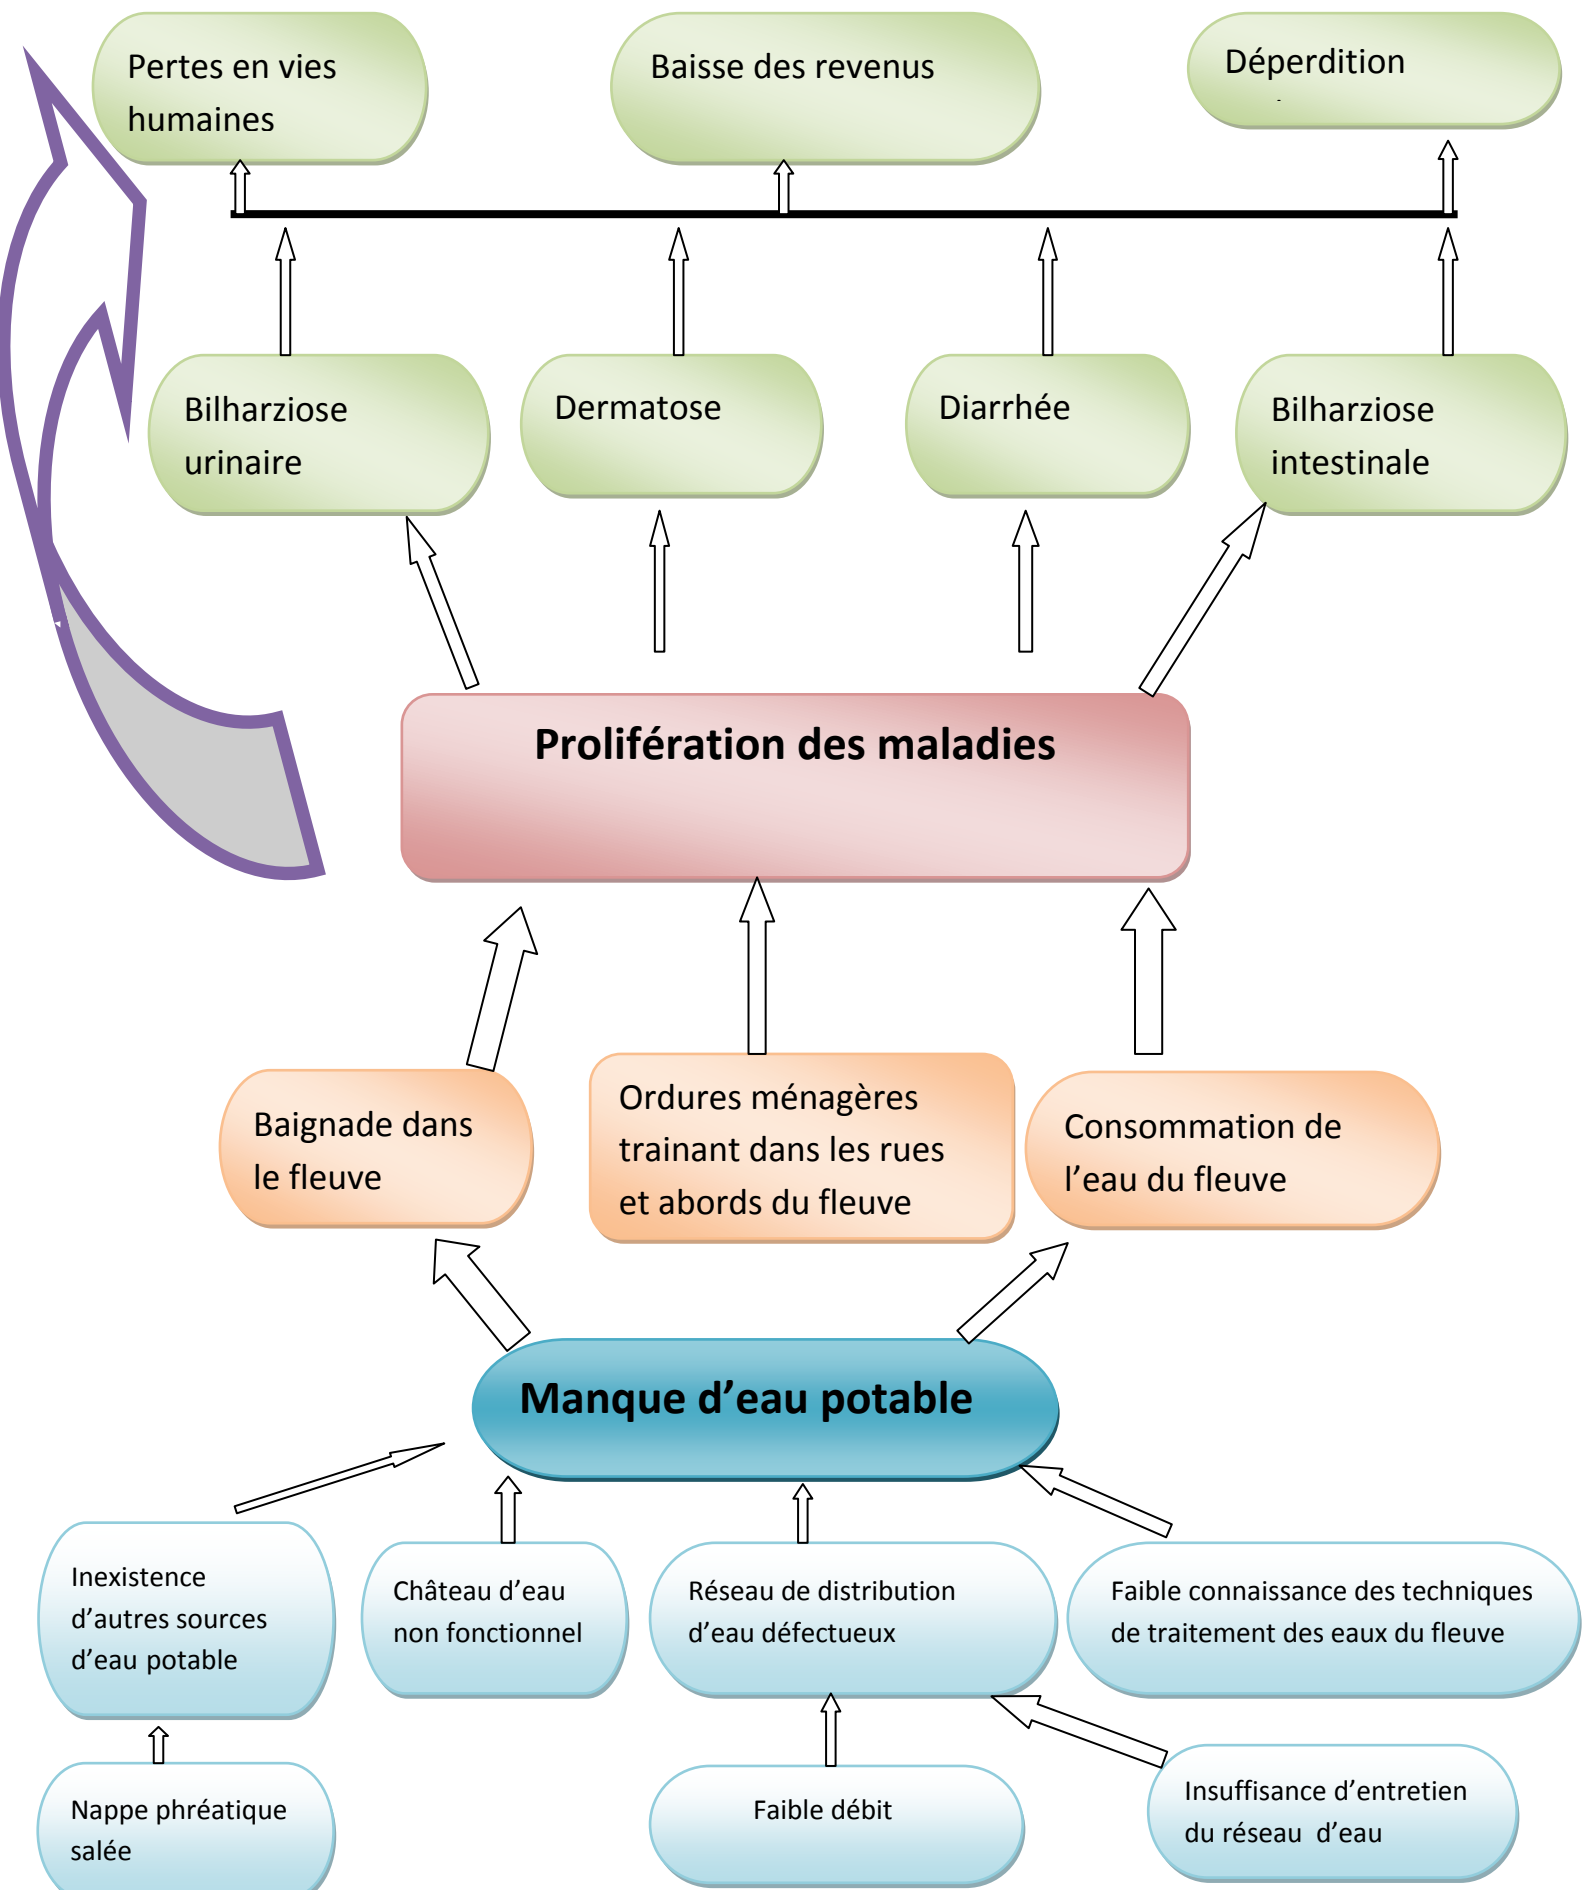 Pertes en vies
humaines
Baisse des revenus
Déperdition
Bilharziose
urinaire
Dermatose
Diarrhée
Bilharziose
intestinale
Prolifération des maladies
Baignade dans
le fleuve
Ordures ménagères
trainant dans les rues
et abords du fleuve
Consommation de
l’eau du fleuve
Manque d’eau potable
Inexistence
d’autres sources
d’eau potable
Château d’eau
non fonctionnel
Réseau de distribution
d’eau défectueux
Faible connaissance des techniques
de traitement des eaux du fleuve
Nappe phréatique
salée
Faible débit
Insuffisance d’entretien
du réseau d’eau